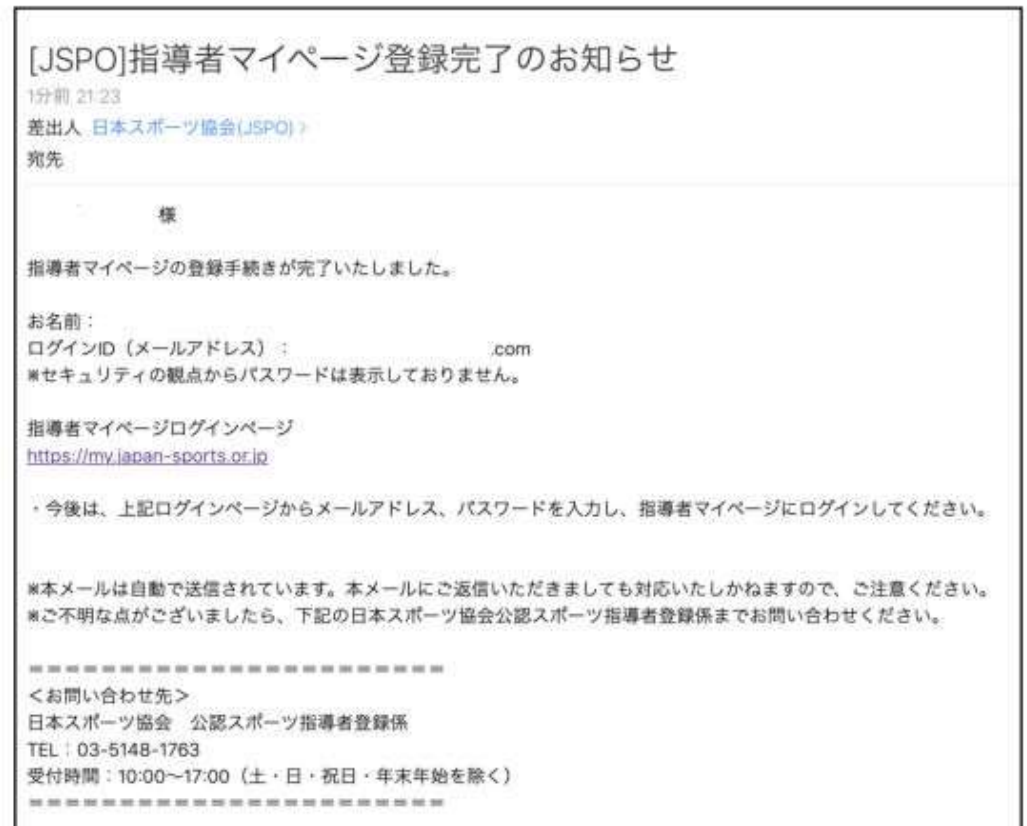 [JSPO]指導者マイページ登録完了のお知らせ
1分前 21:23
差出人 日本スポーツ協会(JSPO) >
宛先
様
指導者マイページの登録手続きが完了いたしました。
お名前：
ログインID（メールアドレス）： .com
※セキュリティの観点からパスワードは表示しておりません。
指導者マイページログインページ
https://my.japan-sports.or.jp
・今後は、上記ログインページからメールアドレス、パスワードを入力し、指導者マイページにログインしてください。
※本メールは自動で送信されています。本メールにご返信いただきましても対応いたしかねますので、ご注意ください。
※ご不明な点がございましたら、下記の日本スポーツ協会公認スポーツ指導者登録係までお問い合わせください。
＝＝＝＝＝＝＝＝＝＝＝＝＝＝＝＝＝＝＝＝＝＝＝
＜お問い合わせ先＞
日本スポーツ協会　公認スポーツ指導者登録係
TEL：03-5148-1763
受付時間：10:00〜17:00（土・日・祝日・年末年始を除く）
＝＝＝＝＝＝＝＝＝＝＝＝＝＝＝＝＝＝＝＝＝＝＝